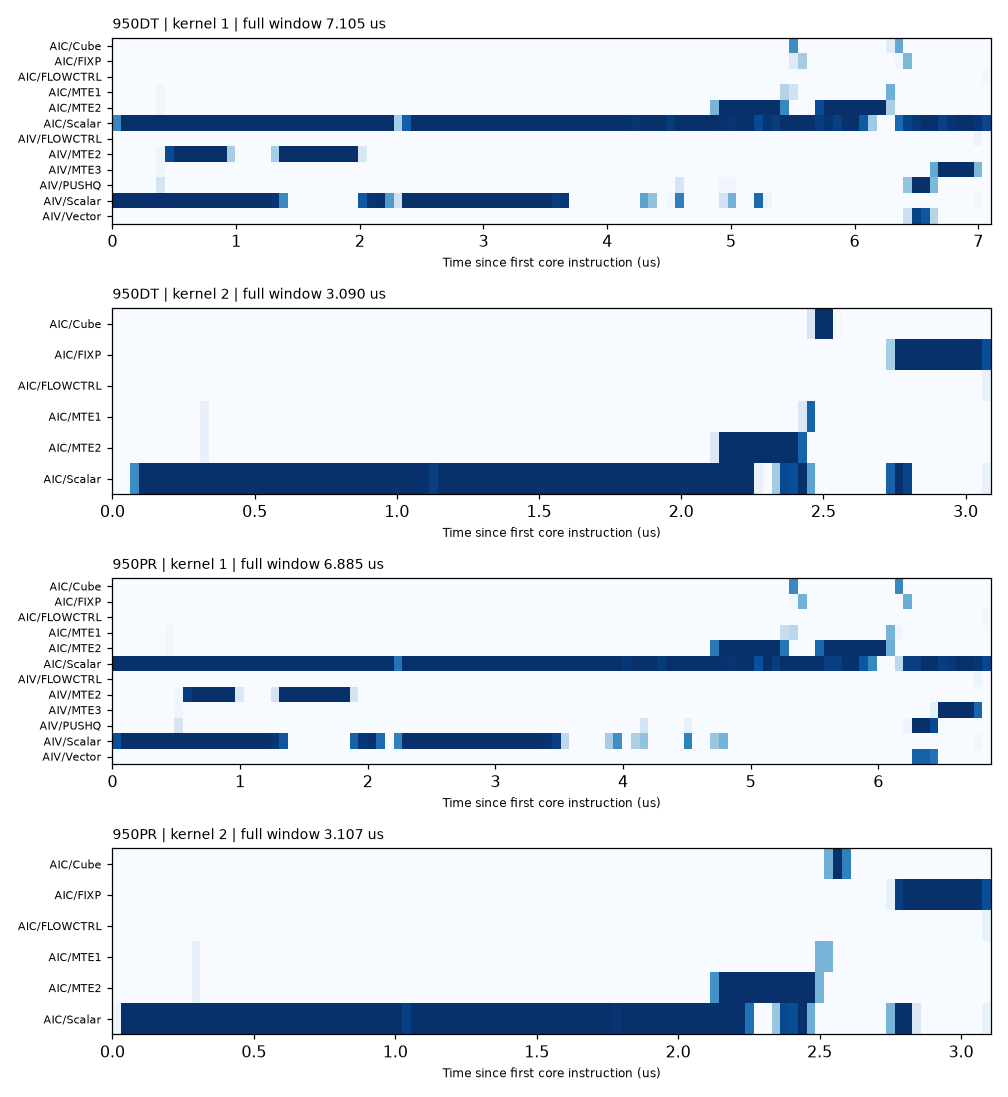 950DT | kernel 1 | full window 7.105 us
AIC/Cube
AIC/FIXP
AIC/FLOWCTRL
AIC/MTE1
AIC/MTE2
AIC/Scalar
AIV/FLOWCTRL
AIV/MTE2
AIV/MTE3
AIV/PUSHQ
AIV/Scalar
AIV/Vector
0 1 2 3 4 5 6 7
Time since first core instruction (us)
950DT | kernel 2 | full window 3.090 us
AIC/Cube
AIC/FIXP
AIC/FLOWCTRL
AIC/MTE1
AIC/MTE2
AIC/Scalar
0.0 0.5 1.0 1.5 2.0 2.5 3.0
Time since first core instruction (us)
950PR | kernel 1 | full window 6.885 us
AIC/Cube
AIC/FIXP
AIC/FLOWCTRL
AIC/MTE1
AIC/MTE2
AIC/Scalar
AIV/FLOWCTRL
AIV/MTE2
AIV/MTE3
AIV/PUSHQ
AIV/Scalar
AIV/Vector
0 1 2 3 4 5 6
Time since first core instruction (us)
950PR | kernel 2 | full window 3.107 us
AIC/Cube
AIC/FIXP
AIC/FLOWCTRL
AIC/MTE1
AIC/MTE2
AIC/Scalar
0.0 0.5 1.0 1.5 2.0 2.5 3.0
Time since first core instruction (us)